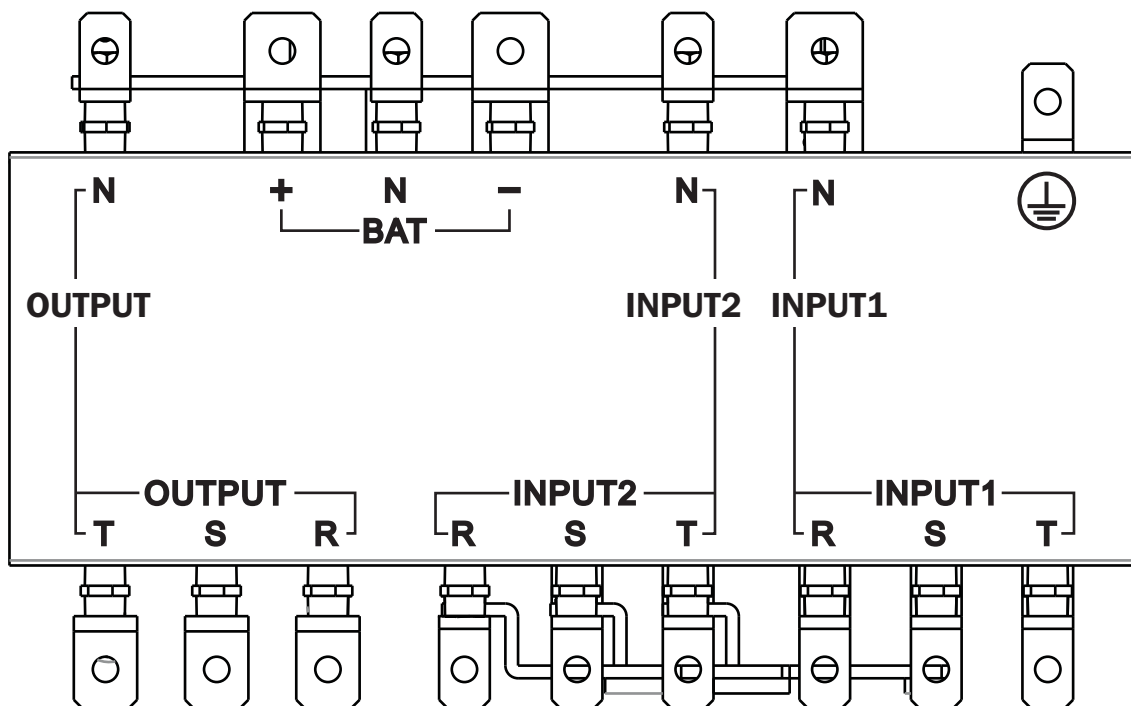 N + N − N N
BAT
OUTPUT INPUT2 INPUT1
OUTPUT INPUT2 INPUT1
T S R R S T R S T